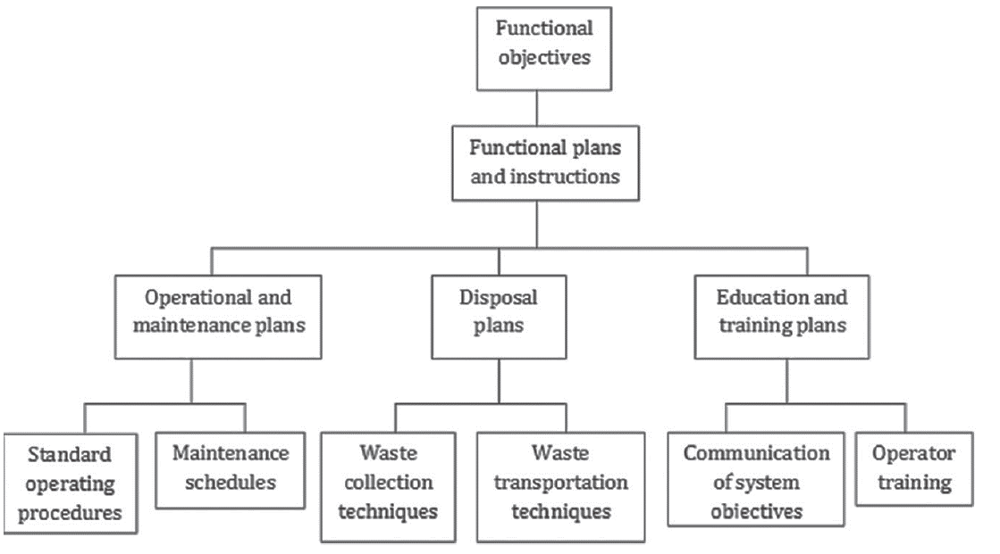 Functional
objectives
Functional plans
and instructions
Operational and
maintenance plans
Disposal
plans
Education and
training plans
Standard
operating
procedures
Maintenance
schedules
Waste
collection
techniques
Waste
transportation
techniques
Communication
of system
obiectives
Operator
training